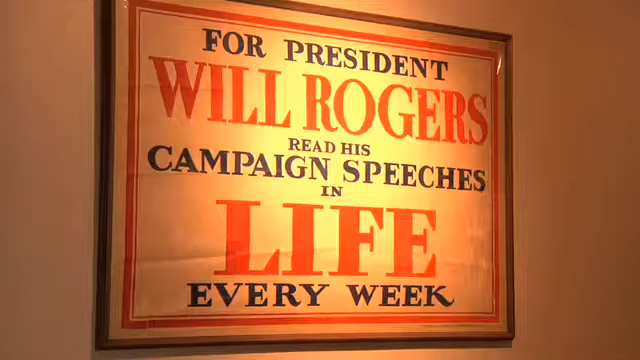 FOR PRESIDENT
WILL ROGERS
READ HIS
CAMPAIGN SPEECHES
IN
LIFE
EVERY WEEK